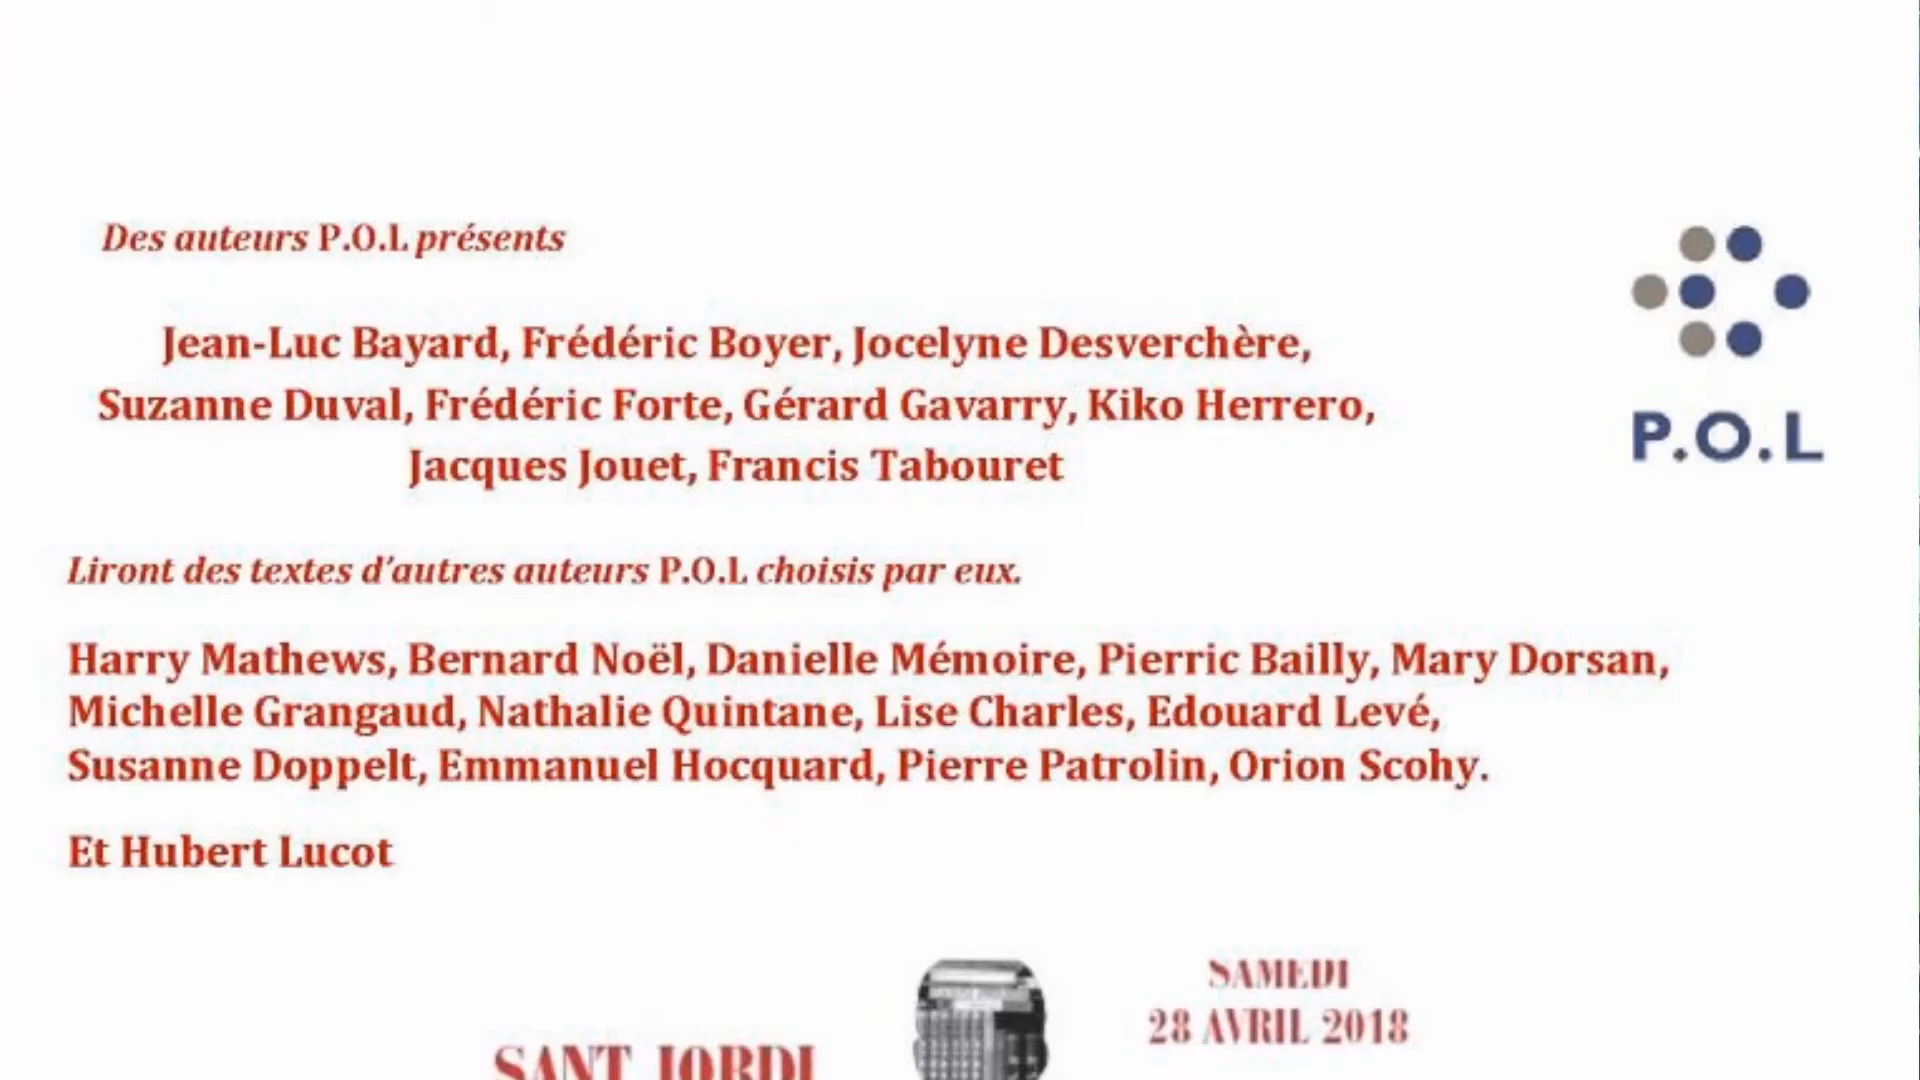 Des auteurs P.O.L présents
Jean-Luc Bayard, Frédéric Boyer, Jocelyne Desverchère,
Suzanne Duval, Frédéric Forte, Gérard Gavarry, Kiko Herrero,
Jacques Jouet, Francis Tabouret
P.O.L
Liront des textes d’autres auteurs P.O.L choisis par eux.
Harry Mathews, Bernard Noël, Danielle Mémoire, Pierric Bailly, Mary Dorsan,
Michelle Grangaud, Nathalie Quintane, Lise Charles, Edouard Levé,
Susanne Doppelt, Emmanuel Hocquard, Pierre Patrolin, Orion Scohy.
Et Hubert Lucot
SAMEDI
28 AVRIL 2018
SANT JORDI